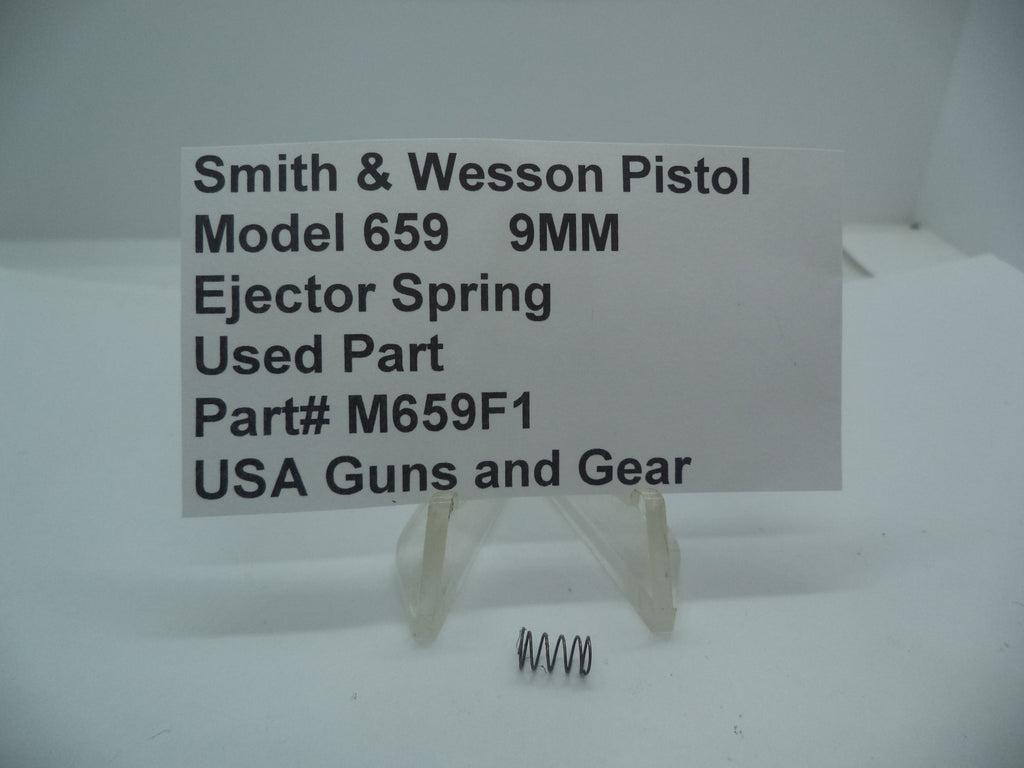 Smith & Wesson Pistol
Model 659 9MM
Ejector Spring
Used Part
Part# M659F1
USA Guns and Gear